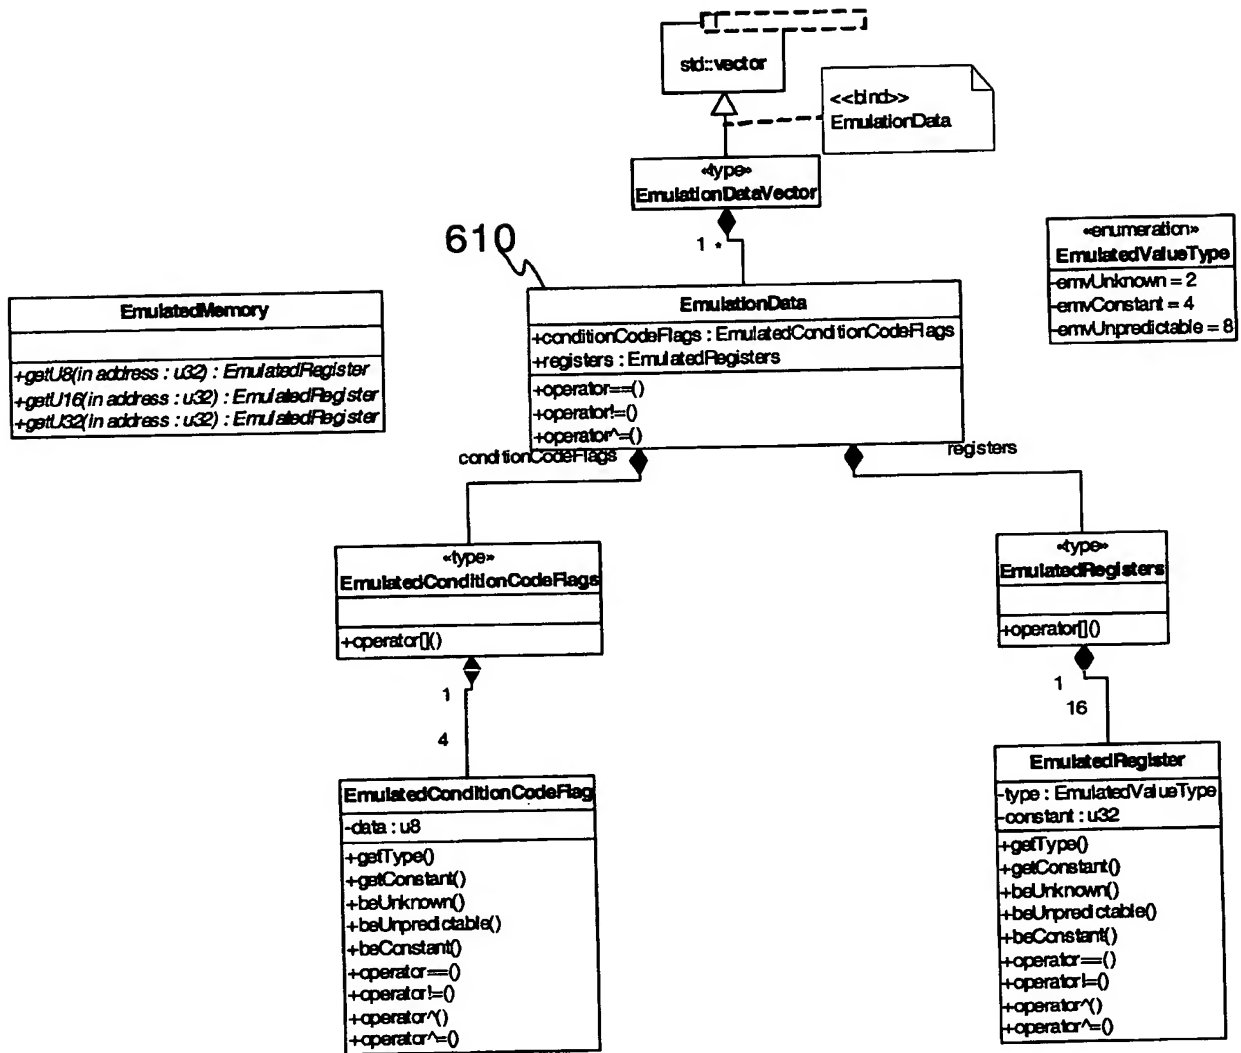 std::vector
<<bind>>
EmulationData
«type»
EmulationDataVector
1 *
610
«enumeration»
EmulatedValueType
-emvUnknown = 2
-emvConstant = 4
-emvUnpredictable = 8
EmulatedMemory
+getU8(in address : u32) : EmulatedRegister
+getU16(in address : u32) : EmulatedRegister
+getU32(in address : u32) : EmulatedRegister
EmulationData
+conditionCodeFlags : EmulatedConditionCodeFlags
+registers : EmulatedRegisters
+operator==()
+operator!=()
+operator^=()
conditionCodeFlags
registers
«type»
EmulatedConditionCodeFlags
+operator[]()
1
4
«type»
EmulatedRegisters
+operator[]()
1
16
EmulatedConditionCodeFlag
-data : u8
+getType()
+getConstant()
+beUnknown()
+beUnpredictable()
+beConstant()
+operator==()
+operator!=()
+operator^()
+operator^=()
EmulatedRegister
-type : EmulatedValueType
-constant : u32
+getType()
+getConstant()
+beUnknown()
+beUnpredictable()
+beConstant()
+operator==()
+operator!=()
+operator^()
+operator^=()